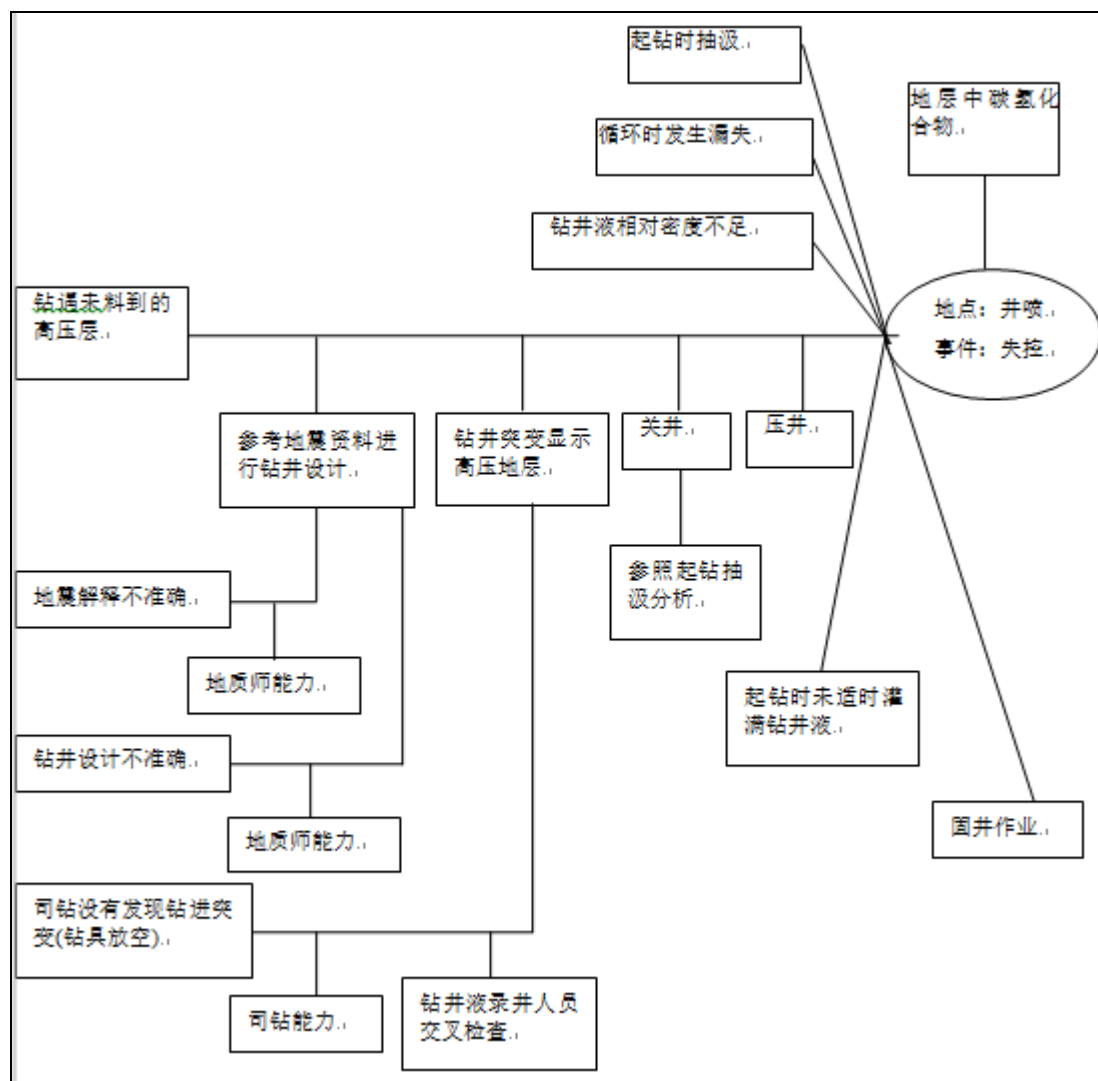 起钻时抽汲
地层中碳氢化
合物
循环时发生漏失
钻井液相对密度不足
钻遇未料到的
高压层
地点：井喷
事件：失控
参考地震资料进
行钻井设计
钻井突变显示
高压地层
关井
压井
参照起钻抽
汲分析
地震解释不准确
地质师能力
起钻时未适时灌
满钻井液
钻井设计不准确
地质师能力
固井作业
司钻没有发现钻进突
变(钻具放空)
司钻能力
钻井液录井人员
交叉检查